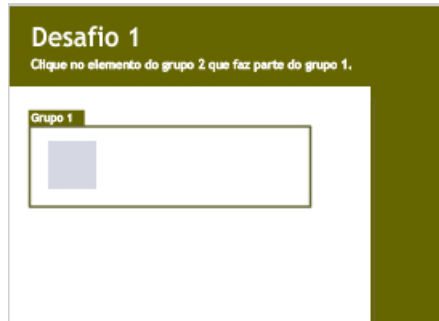 Desafio 1
Clique no elemento do grupo 2 que faz parte do grupo 1.
Grupo 1